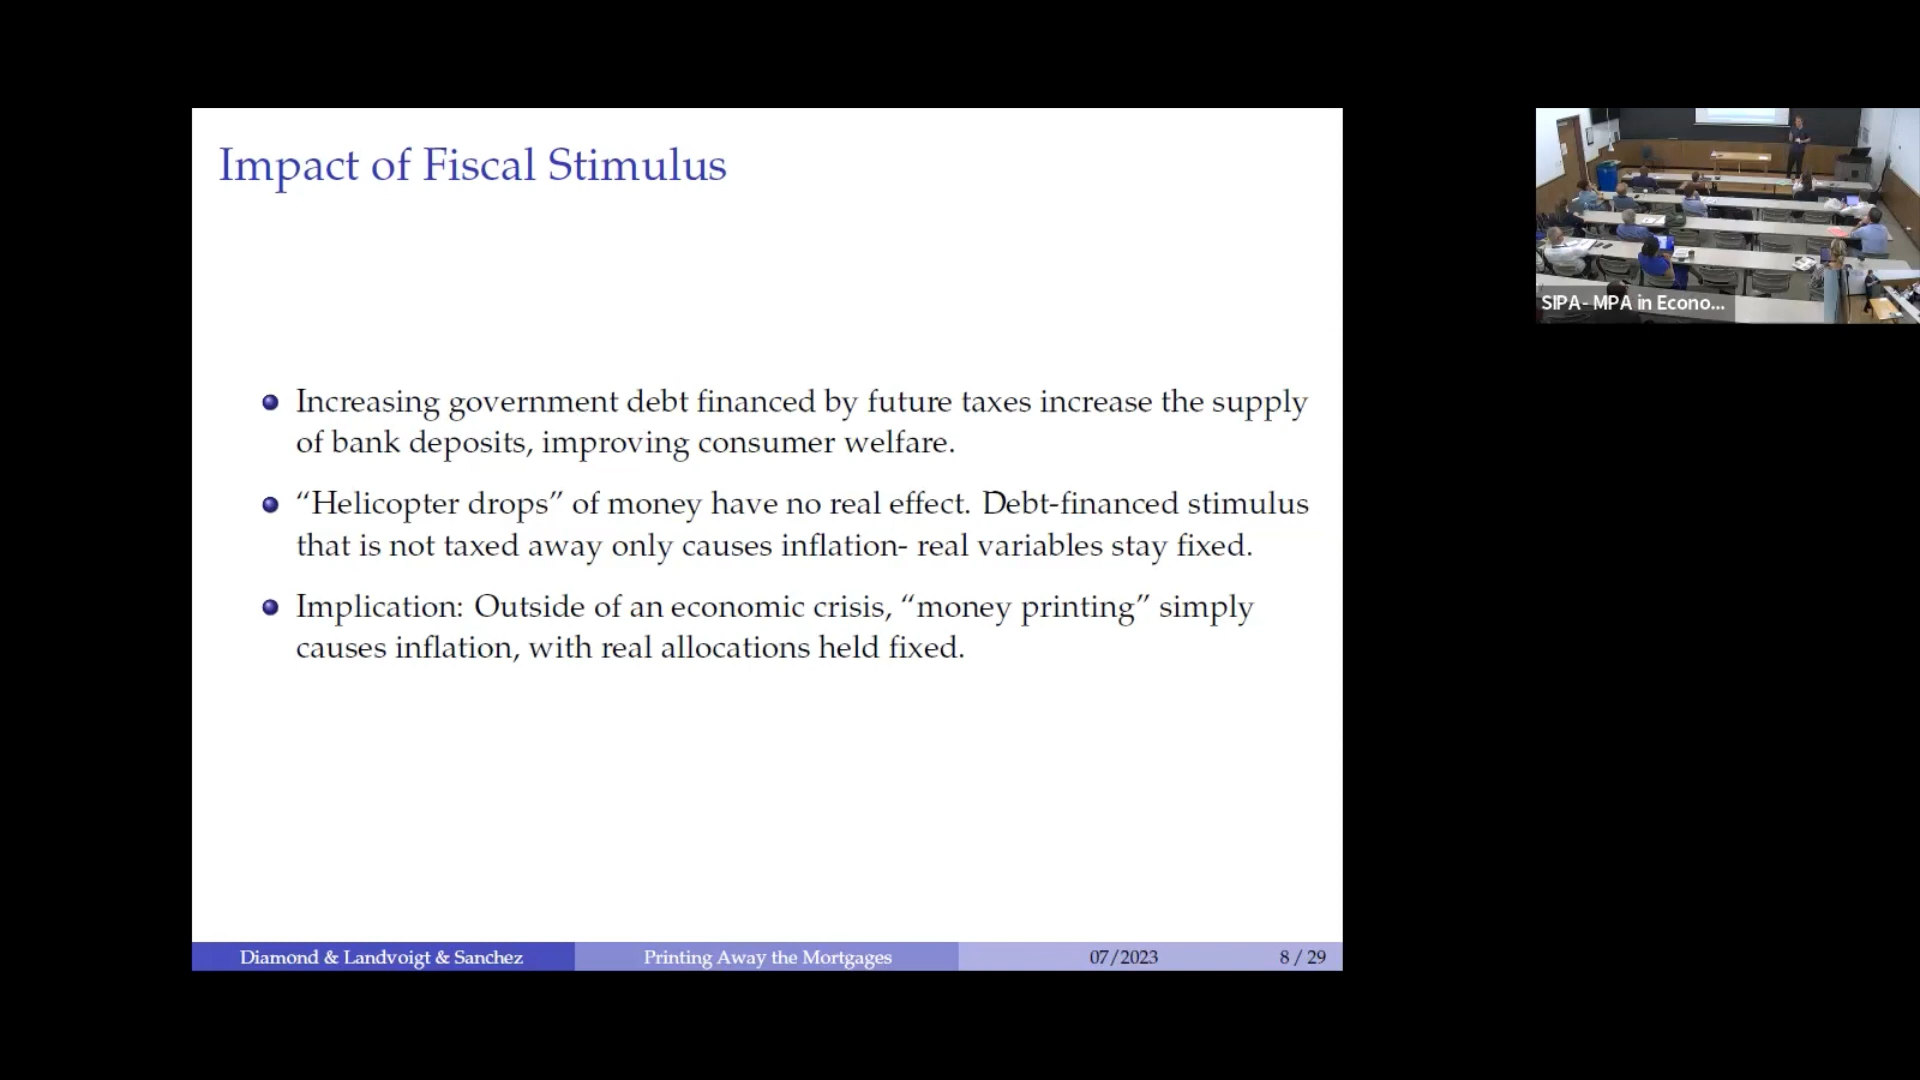 Impact of Fiscal Stimulus
Increasing government debt financed by future taxes increase the supply
of bank deposits, improving consumer welfare.
“Helicopter drops” of money have no real effect. Debt-financed stimulus
that is not taxed away only causes inflation- real variables stay fixed.
Implication: Outside of an economic crisis, “money printing” simply
causes inflation, with real allocations held fixed.
Diamond & Landvoigt & Sanchez
Printing Away the Mortgages
07/2023
8 / 29
SIPA- MPA in Econo...